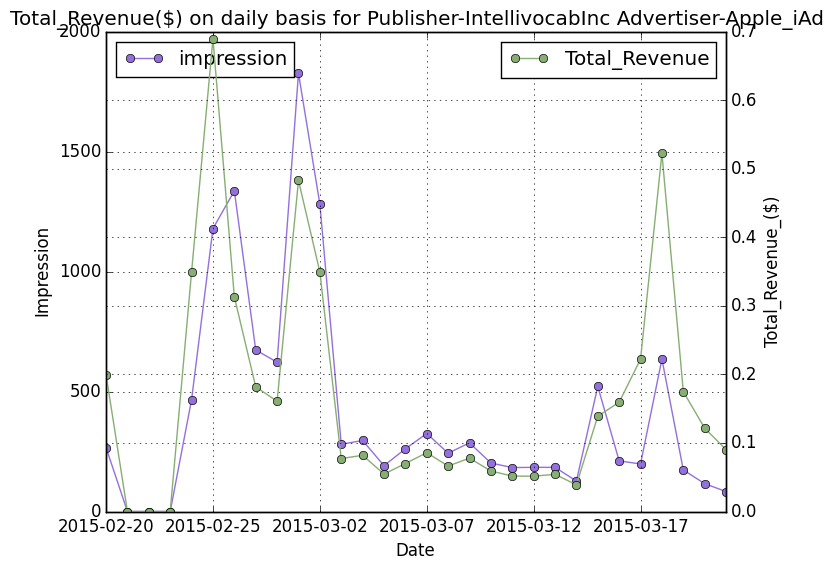 Total_Revenue($) on daily basis for Publisher-IntellivocabInc Advertiser-Apple_iAd
impression
Total_Revenue
2000
1500
1000
500
0
Impression
0.7
0.6
0.5
0.4
0.3
0.2
0.1
0.0
Total_Revenue_($)
2015-02-20 2015-02-25 2015-03-02 2015-03-07 2015-03-12 2015-03-17
Date